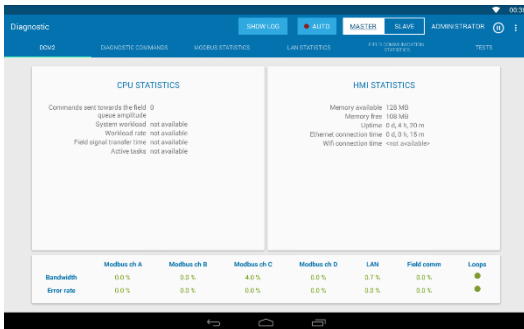 00:38
Diagnostic SHOW LOG AUTO MASTER SLAVE ADMINISTRATOR
DOMS DIAGNOSTIC COMMANDS MODBUS STATISTICS LAN STATISTICS FIELD COMMUNICATION STATISTICS TESTS
CPU STATISTICS
Commands sent towards the field 0
queue amplitude
System workload not available
Workload rate not available
Field signal transfer time not available
Active tasks not available
HMI STATISTICS
Memory available 128 MB
Memory free 108 MB
Uptime 0 d, 4 h, 20 m
Ethernet connection time 0 d, 0 h, 15 m
Wifi connection time <not available>
Modbus ch A Modbus ch B Modbus ch C Modbus ch D LAN Field comm Loops
Bandwidth 0.0 % 0.0 % 4.0 % 0.0 % 0.7 % 0.0 %
Error rate 0.0 % 0.0 % 0.0 % 0.0 % 0.0 % 0.0 %